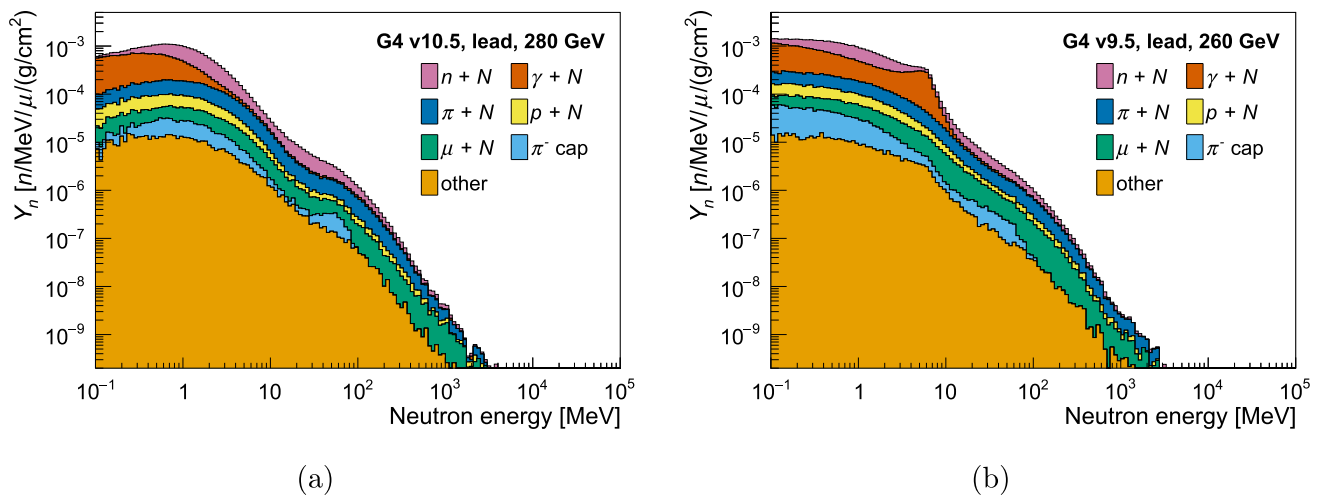 Yₙ [n/MeV/μ/(g/cm²)]
10⁻³
10⁻⁴
10⁻⁵
10⁻⁶
10⁻⁷
10⁻⁸
10⁻⁹
G4 v10.5, lead, 280 GeV
n + N γ + N
π + N p + N
μ + N π⁻ cap
other
10⁻¹ 1 10 10² 10³ 10⁴ 10⁵
Neutron energy [MeV]
(a)
Yₙ [n/MeV/μ/(g/cm²)]
10⁻³
10⁻⁴
10⁻⁵
10⁻⁶
10⁻⁷
10⁻⁸
10⁻⁹
G4 v9.5, lead, 260 GeV
n + N γ + N
π + N p + N
μ + N π⁻ cap
other
10⁻¹ 1 10 10² 10³ 10⁴ 10⁵
Neutron energy [MeV]
(b)